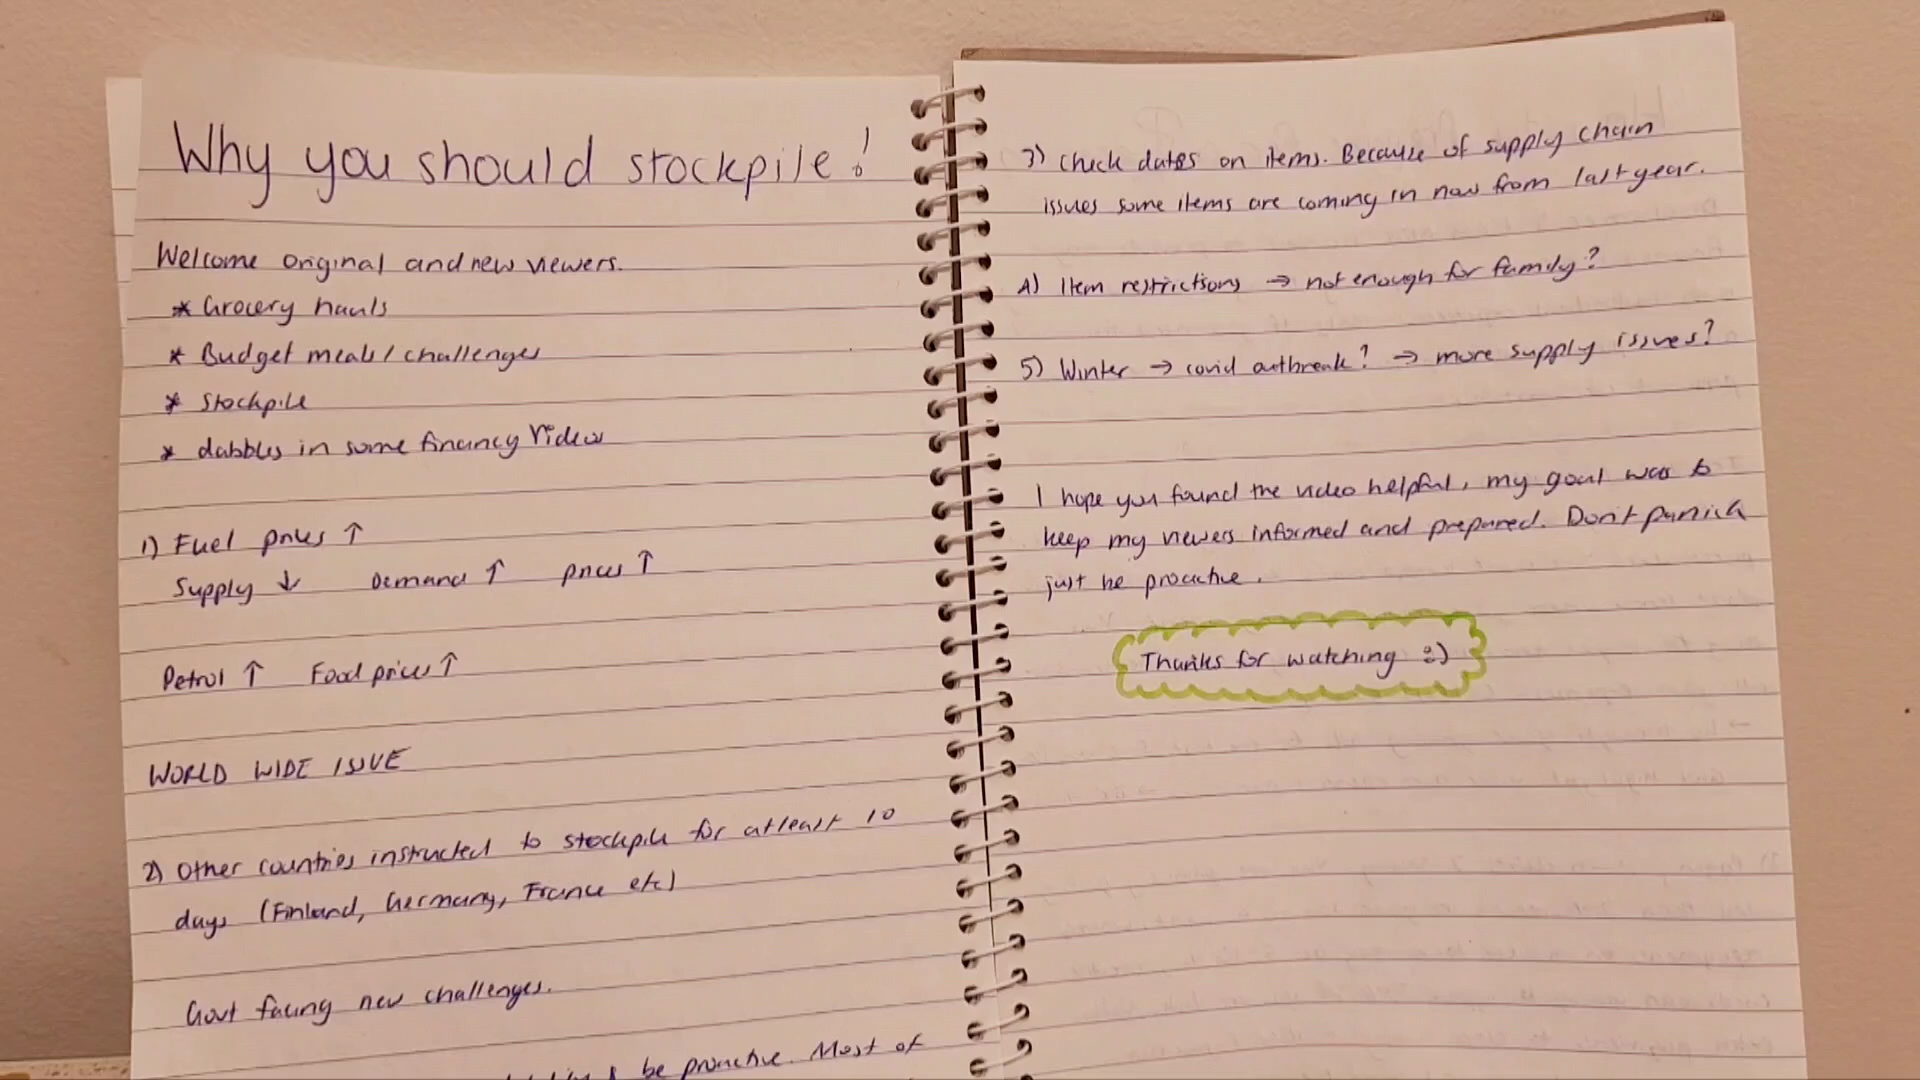 Why you should stockpile!
Welcome original and new viewers.
* Grocery hauls
* Budget meals / challenges
* Stockpile
* dabbles in some financy videos
1) Fuel prices ↑
Supply ↓ Demand ↑ prices ↑
Petrol ↑ Food prices ↑
WORLD WIDE ISSUE
2) Other countries instructed to stockpile for atleast 10
days (Finland, Germany, France etc)
Govt facing new challenges.
be proactive. Most of
3) Check dates on items. Because of supply chain
issues some items are coming in now from last year.
4) Item restrictions → not enough for family?
5) Winter → covid outbreak? → more supply issues?
I hope you found the video helpful, my goal was to
keep my viewers informed and prepared. Don't panick
just be proactive.
Thanks for watching :)